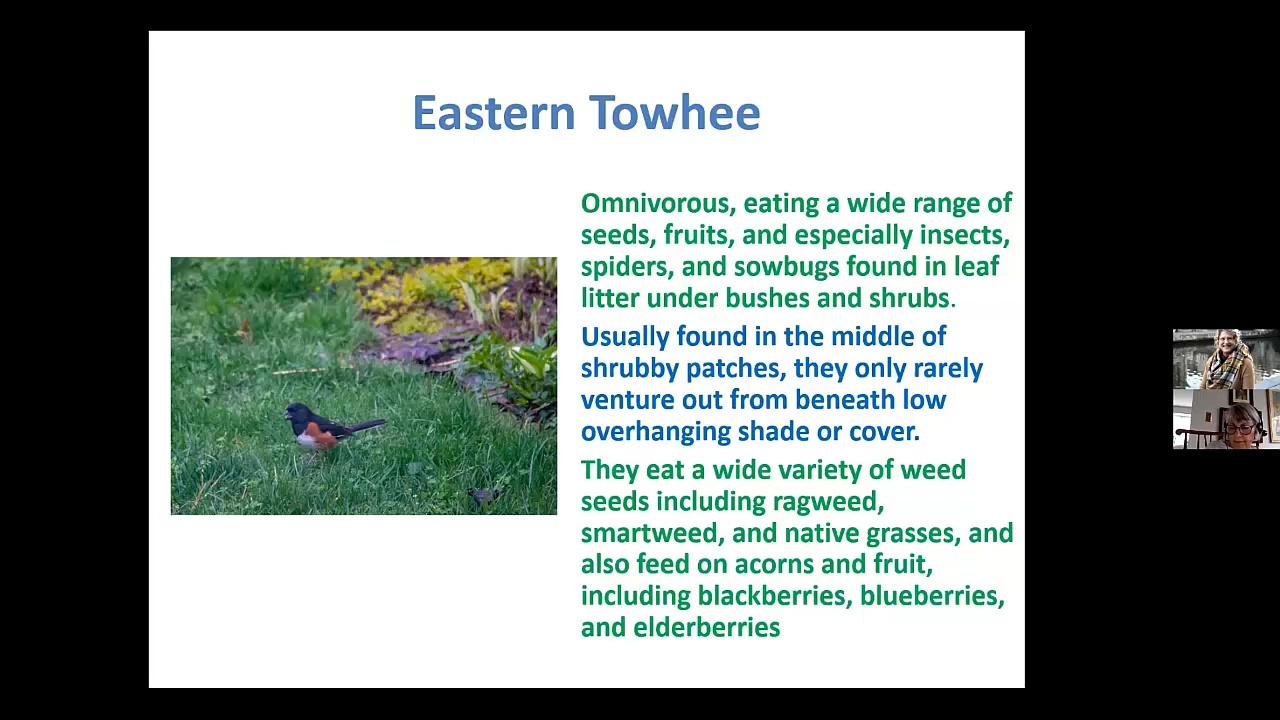 Eastern Towhee
Omnivorous, eating a wide range of
seeds, fruits, and especially insects,
spiders, and sowbugs found in leaf
litter under bushes and shrubs.
Usually found in the middle of
shrubby patches, they only rarely
venture out from beneath low
overhanging shade or cover.
They eat a wide variety of weed
seeds including ragweed,
smartweed, and native grasses, and
also feed on acorns and fruit,
including blackberries, blueberries,
and elderberries